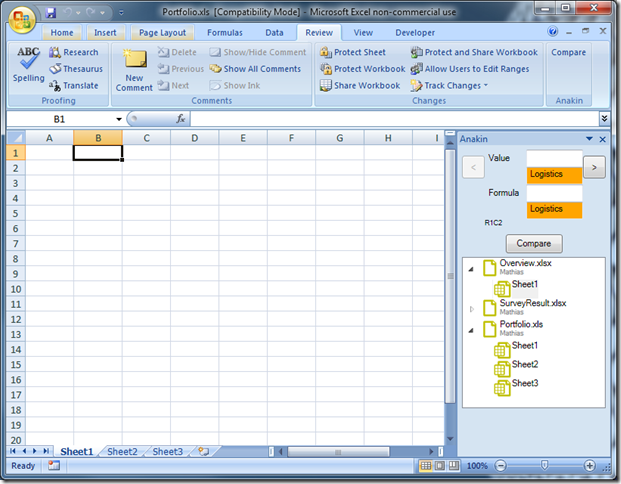 Portfolio.xls [Compatibility Mode] - Microsoft Excel non-commercial use
Home Insert Page Layout Formulas Data Review View Developer
ABC Research Delete Show/Hide Comment Protect Sheet Protect and Share Workbook Compare
Spelling Thesaurus New Comment Previous Show All Comments Protect Workbook Allow Users to Edit Ranges
Translate Next Show Ink Share Workbook Track Changes
Proofing Comments Changes Anakin
B1 fx
A B C D E F G H I
Anakin
Value
< >
Logistics
Formula
Logistics
R1C2
Compare
Overview.xlsx
Mathias
Sheet1
SurveyResult.xlsx
Mathias
Portfolio.xls
Mathias
Sheet1
Sheet2
Sheet3
1
2
3
4
5
6
7
8
9
10
11
12
13
14
15
16
17
18
19
20
Sheet1 Sheet2 Sheet3
Ready 100%